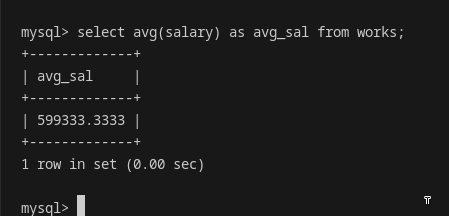 mysql> select avg(salary) as avg_sal from works;
+-------------+
| avg_sal     |
+-------------+
| 599333.3333 |
+-------------+
1 row in set (0.00 sec)
mysql>